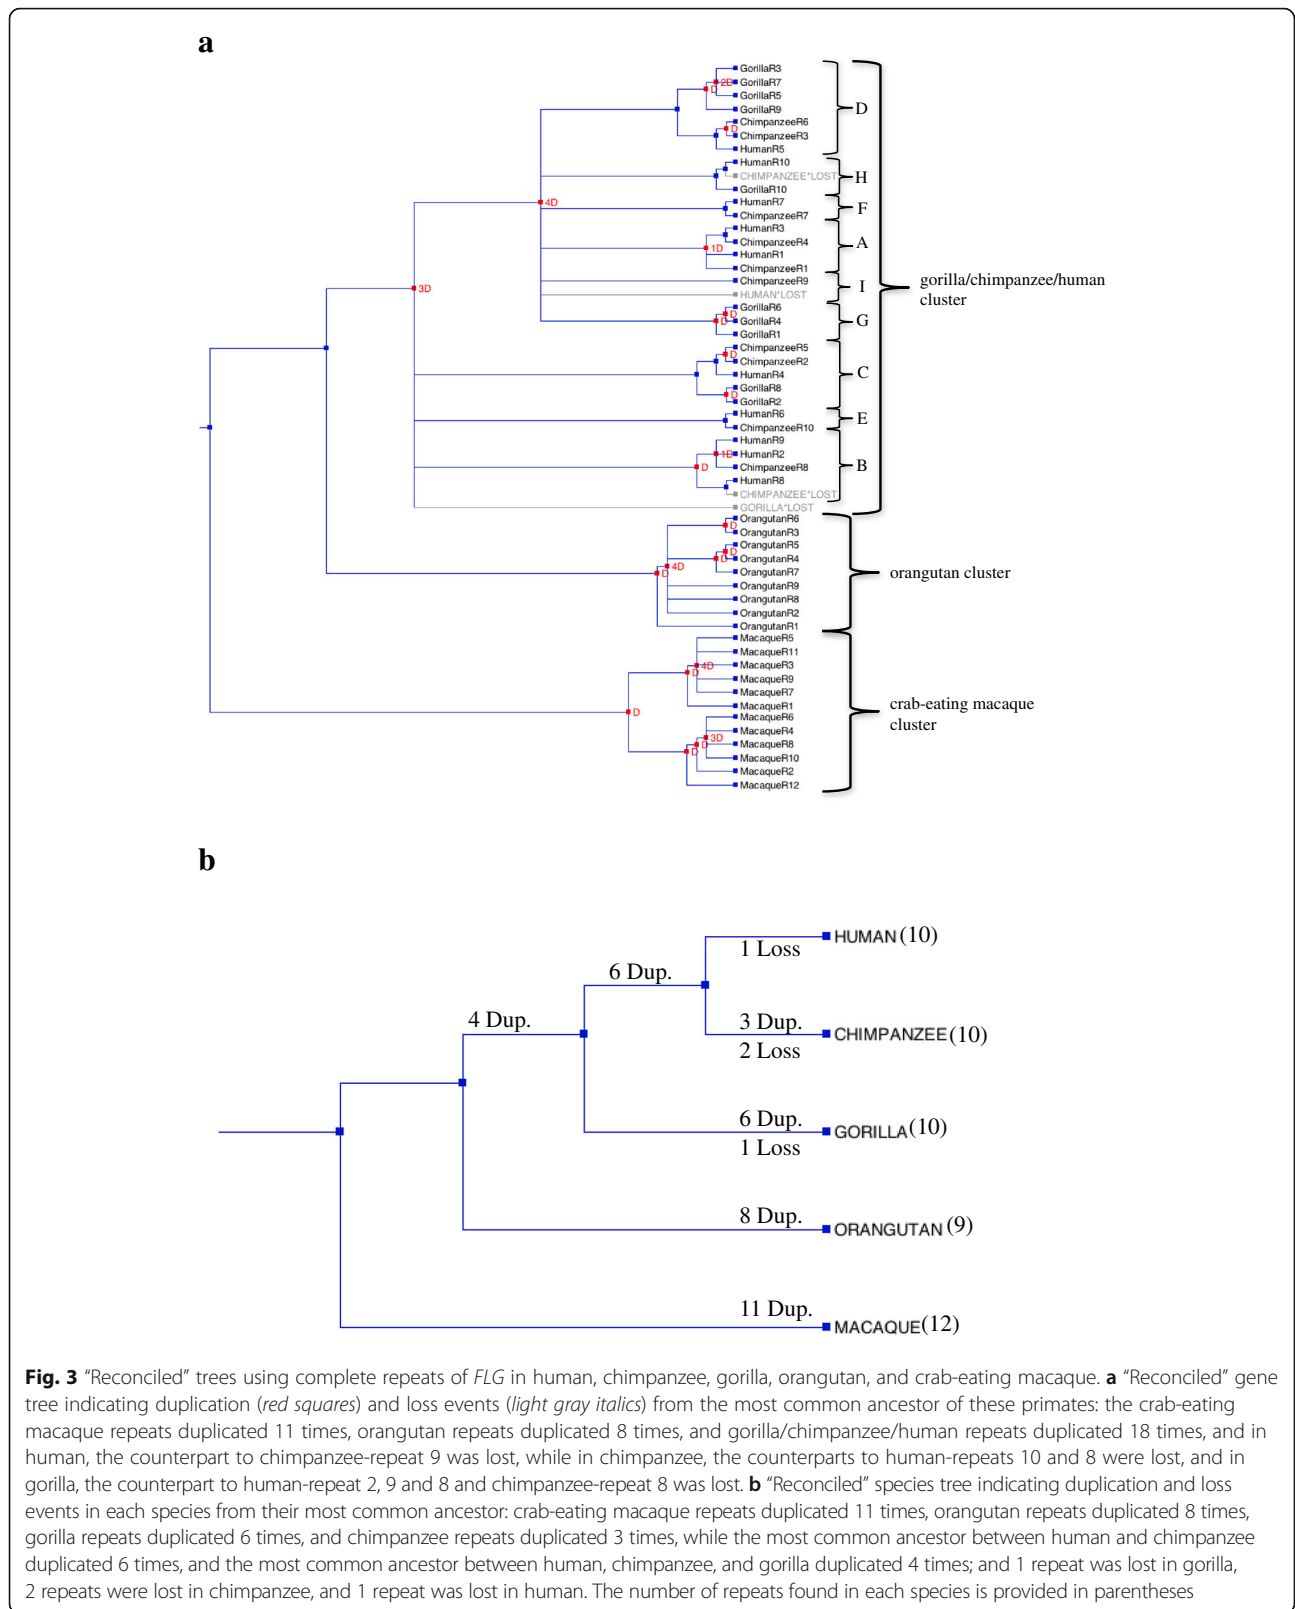 a
GorillaR3
2D GorillaR7
D
GorillaR5
GorillaR9
ChimpanzeeR6
D
ChimpanzeeR3
HumanR5
D
HumanR10
CHIMPANZEE*LOST
H
GorillaR10
4D
HumanR7
F
ChimpanzeeR7
HumanR3
ChimpanzeeR4
A
1D
HumanR1
ChimpanzeeR1
ChimpanzeeR9
I
HUMAN*LOST
3D
gorilla/chimpanzee/human
cluster
GorillaR6
D
D GorillaR4
G
GorillaR1
ChimpanzeeR5
D
ChimpanzeeR2
HumanR4
C
GorillaR8
D
GorillaR2
HumanR6
E
ChimpanzeeR10
HumanR9
1D HumanR2
D ChimpanzeeR8
B
HumanR8
CHIMPANZEE*LOST
GORILLA*LOST
OrangutanR6
D
OrangutanR3
OrangutanR5
D
D OrangutanR4
4D
D OrangutanR7
orangutan cluster
OrangutanR9
OrangutanR8
OrangutanR2
OrangutanR1
MacaqueR5
MacaqueR11
4D MacaqueR3
D
MacaqueR9
MacaqueR7
MacaqueR1
D
crab-eating macaque
cluster
MacaqueR6
MacaqueR4
3D
D MacaqueR8
D
MacaqueR10
MacaqueR2
MacaqueR12
b
HUMAN (10)
1 Loss
6 Dup.
4 Dup.
3 Dup.
CHIMPANZEE (10)
2 Loss
6 Dup.
GORILLA (10)
1 Loss
8 Dup.
ORANGUTAN (9)
11 Dup.
MACAQUE (12)
Fig. 3 “Reconciled” trees using complete repeats of FLG in human, chimpanzee, gorilla, orangutan, and crab-eating macaque. a “Reconciled” gene
tree indicating duplication (red squares) and loss events (light gray italics) from the most common ancestor of these primates: the crab-eating
macaque repeats duplicated 11 times, orangutan repeats duplicated 8 times, and gorilla/chimpanzee/human repeats duplicated 18 times, and in
human, the counterpart to chimpanzee-repeat 9 was lost, while in chimpanzee, the counterparts to human-repeats 10 and 8 were lost, and in
gorilla, the counterpart to human-repeat 2, 9 and 8 and chimpanzee-repeat 8 was lost. b “Reconciled” species tree indicating duplication and loss
events in each species from their most common ancestor: crab-eating macaque repeats duplicated 11 times, orangutan repeats duplicated 8 times,
gorilla repeats duplicated 6 times, and chimpanzee repeats duplicated 3 times, while the most common ancestor between human and chimpanzee
duplicated 6 times, and the most common ancestor between human, chimpanzee, and gorilla duplicated 4 times; and 1 repeat was lost in gorilla,
2 repeats were lost in chimpanzee, and 1 repeat was lost in human. The number of repeats found in each species is provided in parentheses